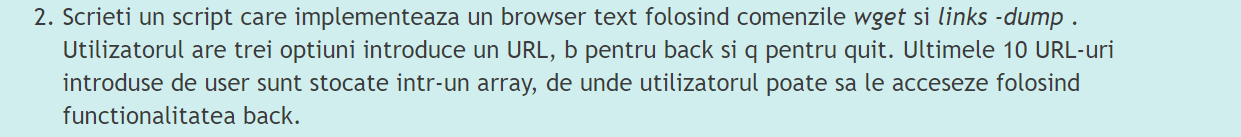 2. Scrieti un script care implementeaza un browser text folosind comenzile wget si links -dump .
Utilizatorul are trei optiuni introduce un URL, b pentru back si q pentru quit. Ultimele 10 URL-uri
introduse de user sunt stocate intr-un array, de unde utilizatorul poate sa le acceseze folosind
functionalitatea back.